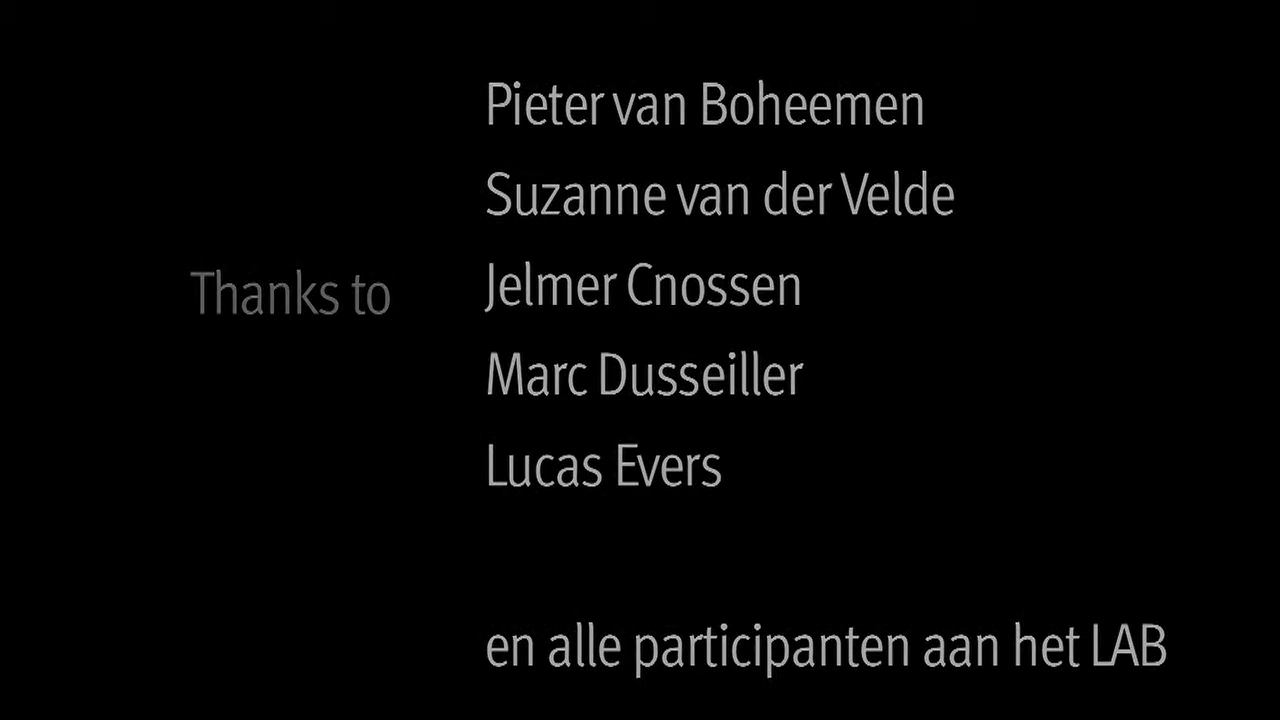 Pieter van Boheemen
Suzanne van der Velde
Thanks to
Jelmer Cnossen
Marc Dusseiller
Lucas Evers
en alle participanten aan het LAB